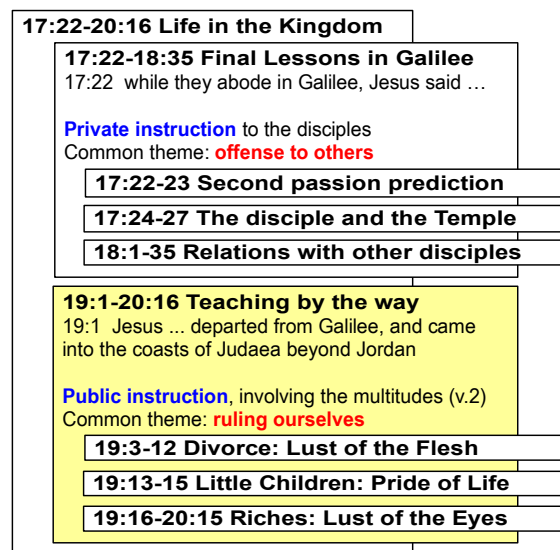 17:22-20:16 Life in the Kingdom
17:22-18:35 Final Lessons in Galilee
17:22  while they abode in Galilee, Jesus said …
Private instruction to the disciples
Common theme: offense to others
17:22-23 Second passion prediction
17:24-27 The disciple and the Temple
18:1-35 Relations with other disciples
19:1-20:16 Teaching by the way
19:1  Jesus ... departed from Galilee, and came
into the coasts of Judaea beyond Jordan
Public instruction, involving the multitudes (v.2)
Common theme: ruling ourselves
19:3-12 Divorce: Lust of the Flesh
19:13-15 Little Children: Pride of Life
19:16-20:15 Riches: Lust of the Eyes